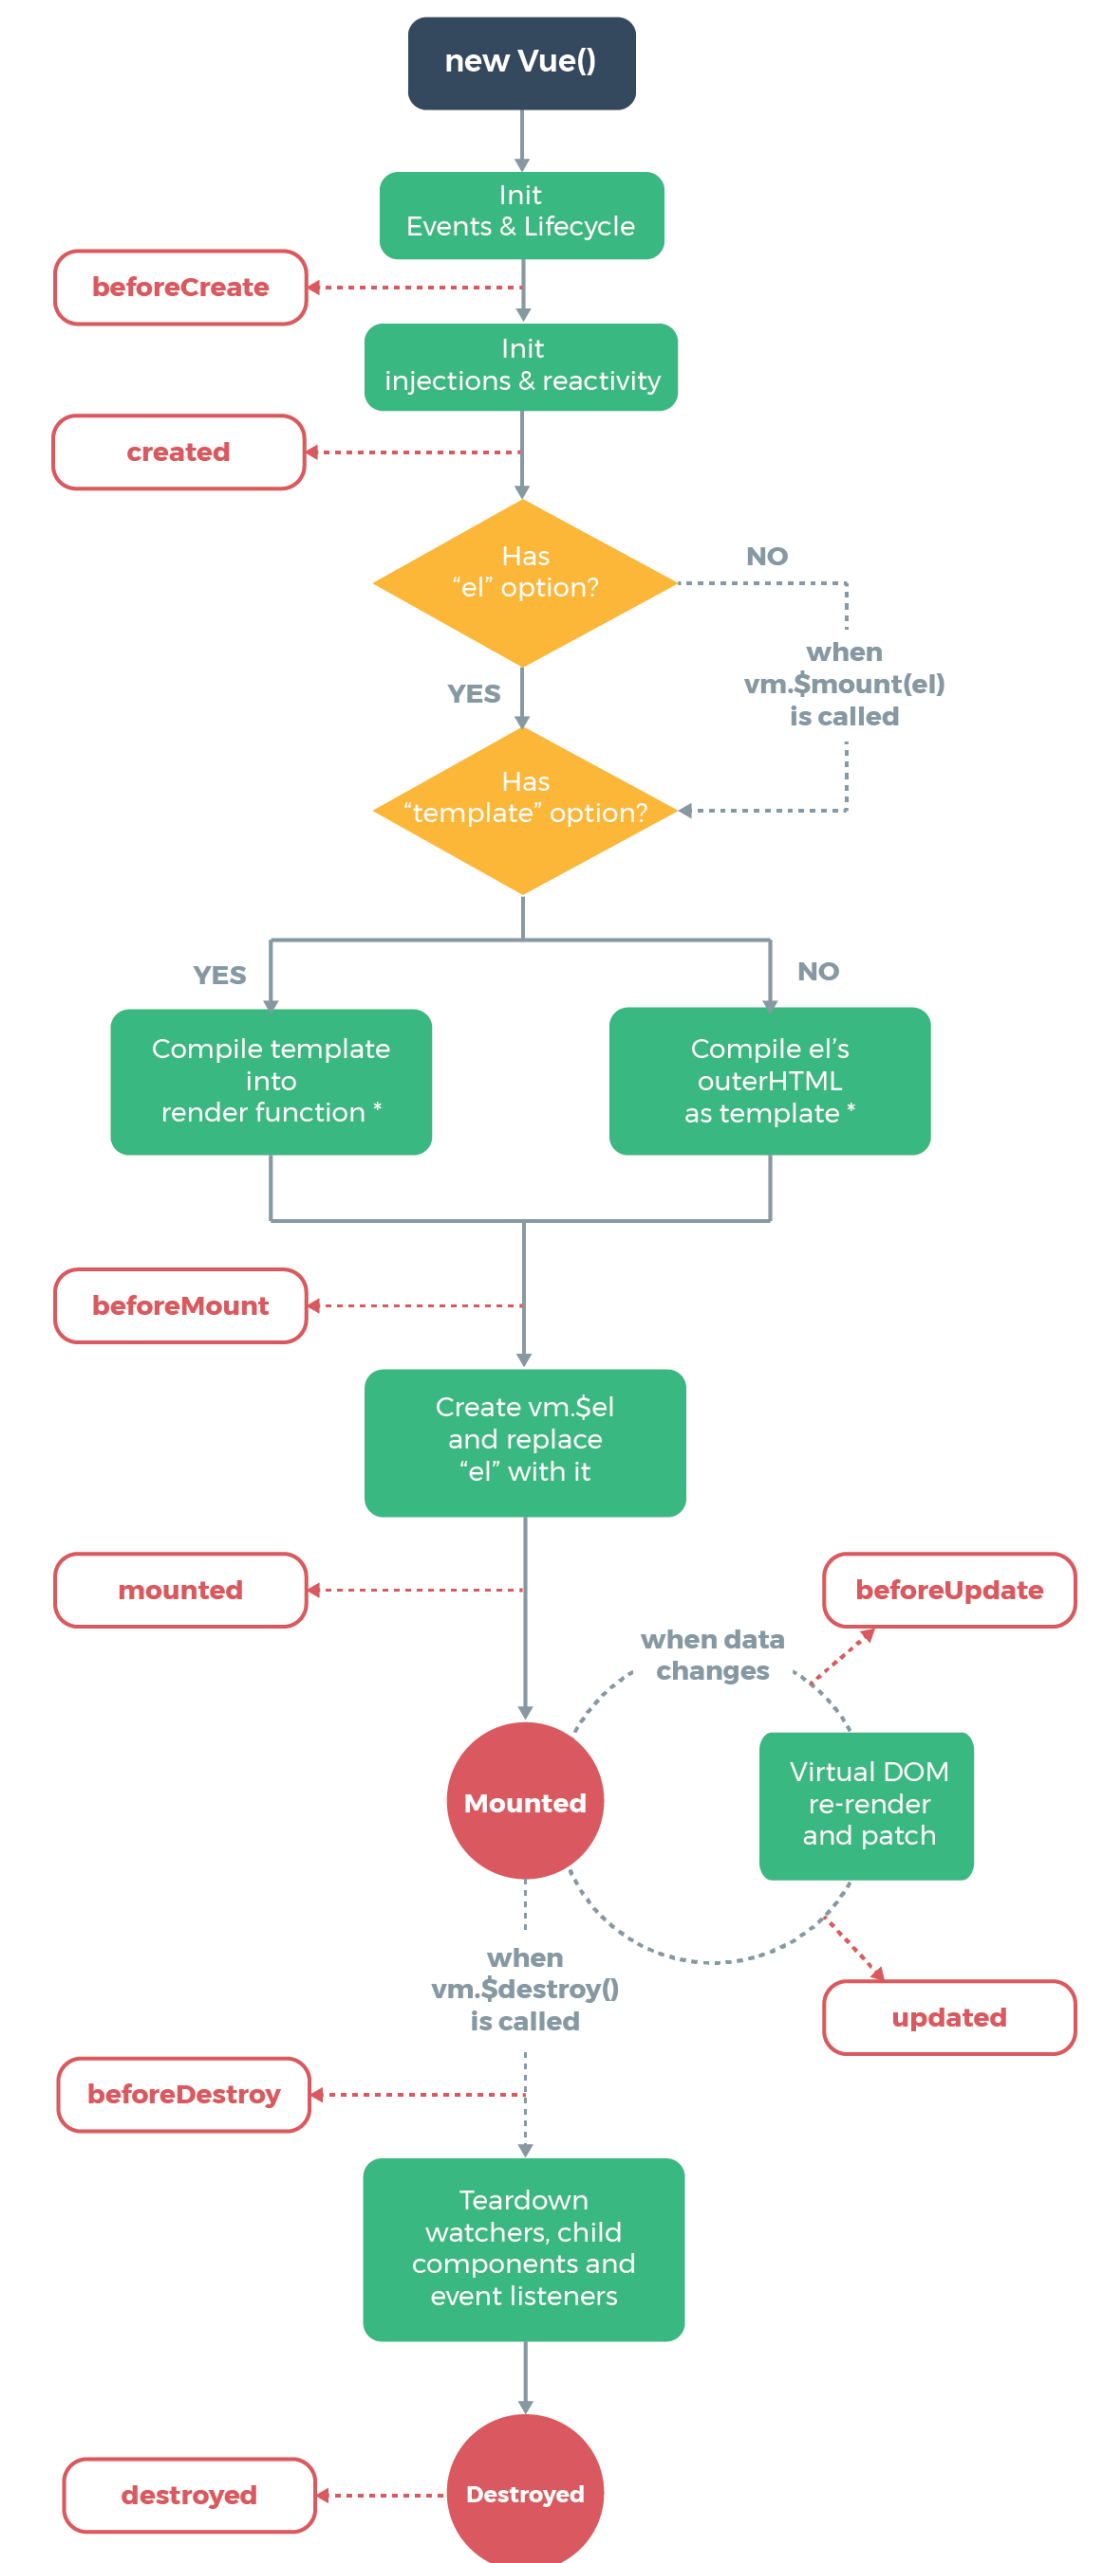 new Vue()
Init
Events & Lifecycle
beforeCreate
Init
injections & reactivity
created
Has
“el” option?
NO
when
vm.$mount(el)
is called
YES
Has
“template” option?
YES
NO
Compile template
into
render function *
Compile el’s
outerHTML
as template *
beforeMount
Create vm.$el
and replace
“el” with it
mounted
beforeUpdate
when data
changes
Mounted
Virtual DOM
re-render
and patch
when
vm.$destroy()
is called
updated
beforeDestroy
Teardown
watchers, child
components and
event listeners
destroyed
Destroyed